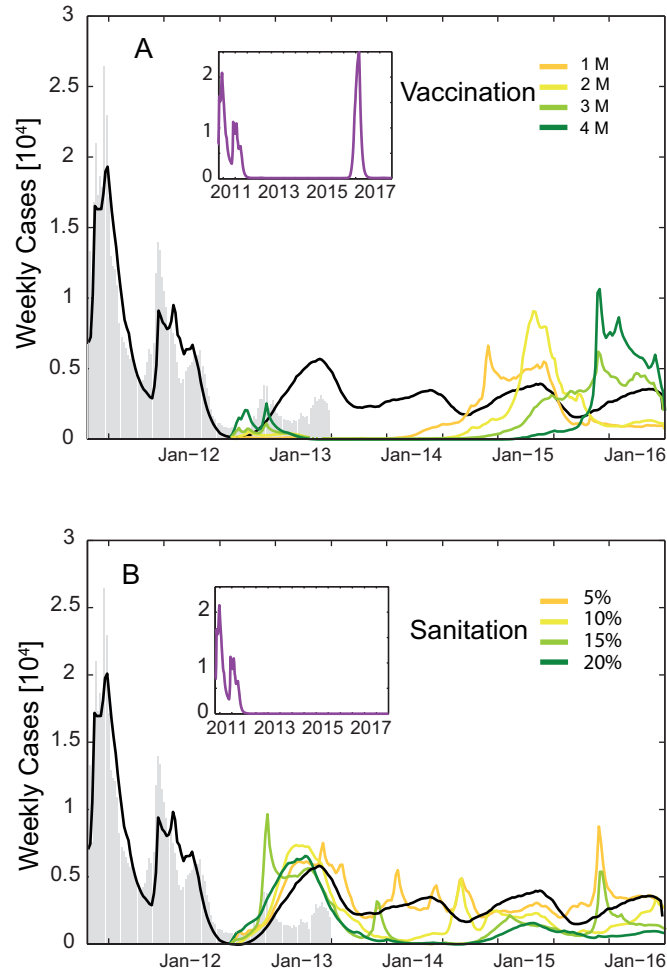 A
Vaccination
1 M
2 M
3 M
4 M
Weekly Cases [10⁴]
3
2.5
2
1.5
1
0.5
0
2
1
0
2011 2013 2015 2017
Jan-12 Jan-13 Jan-14 Jan-15 Jan-16
B
Sanitation
5%
10%
15%
20%
Weekly Cases [10⁴]
3
2.5
2
1.5
1
0.5
0
2
1
0
2011 2013 2015 2017
Jan-12 Jan-13 Jan-14 Jan-15 Jan-16